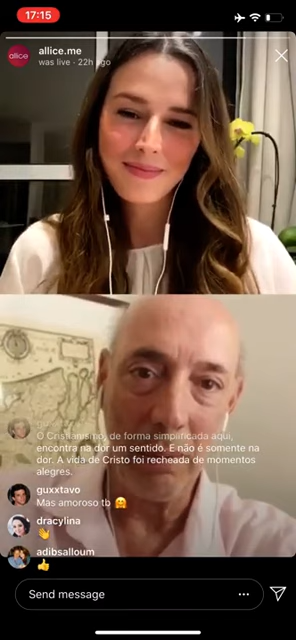 17:15
allice
allice.me
was live · 22h ago
O Cristianismo, de forma simplificada aqui,
encontra na dor um sentido. E não é somente na
dor. A vida de Cristo foi recheada de momentos
alegres.
guxxtavo
Mas amoroso tb 🤗
dracylina
👏
adibsalloum
👍
Send message